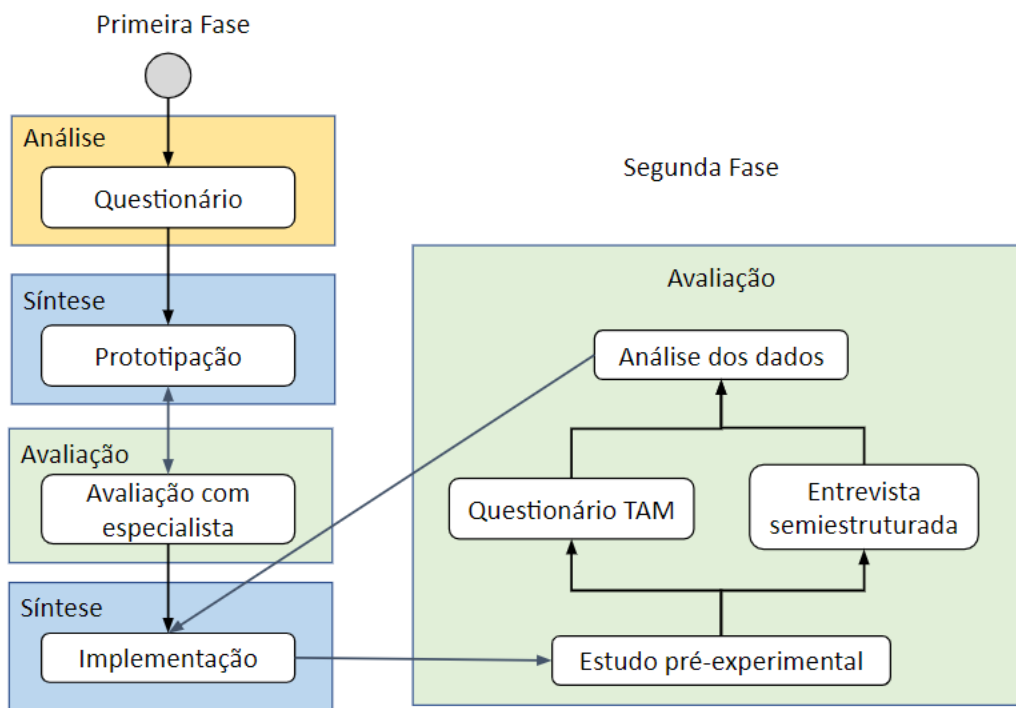 Primeira Fase
Análise
Questionário
Síntese
Prototipação
Avaliação
Avaliação com
especialista
Síntese
Implementação
Segunda Fase
Avaliação
Análise dos dados
Questionário TAM
Entrevista
semiestruturada
Estudo pré-experimental